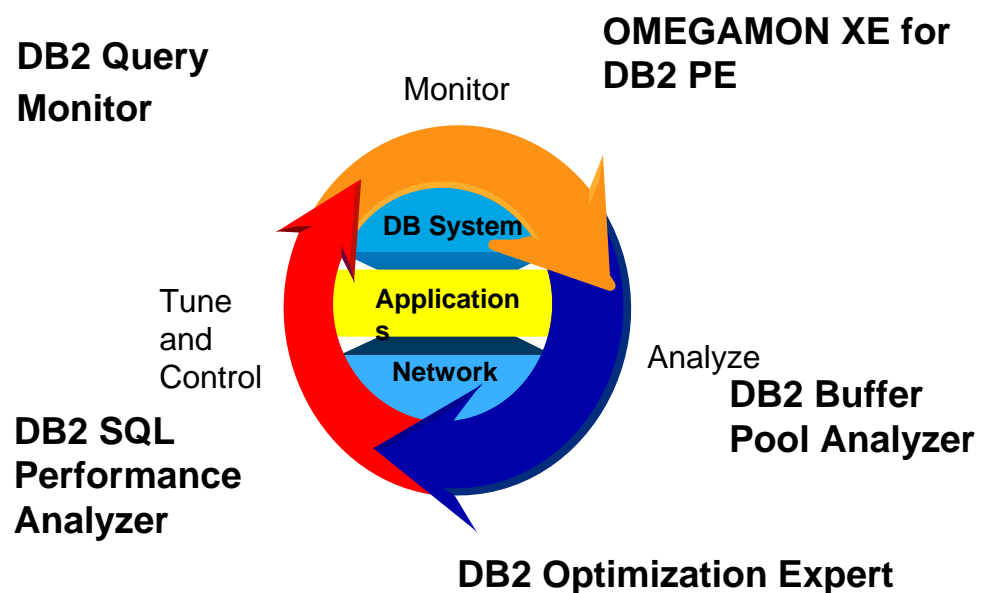 DB2 Query
Monitor
OMEGAMON XE for
DB2 PE
Monitor
DB System
Application
s
Network
Tune
and
Control
Analyze
DB2 Buffer
Pool Analyzer
DB2 SQL
Performance
Analyzer
DB2 Optimization Expert